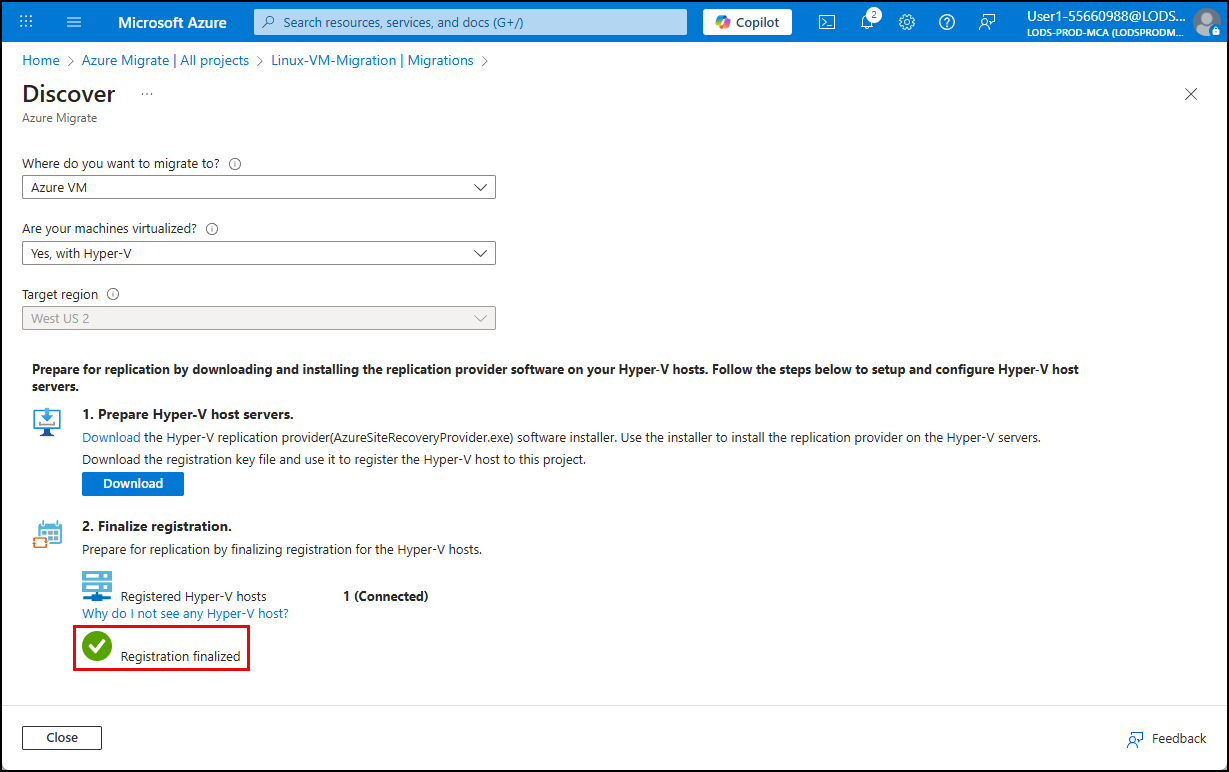 Microsoft Azure
Search resources, services, and docs (G+/)
Copilot
2
User1-55660988@LODS...
LODS-PROD-MCA (LODSPRODM...
Home > Azure Migrate | All projects > Linux-VM-Migration | Migrations >
Discover ...
Azure Migrate
Where do you want to migrate to?
Azure VM
Are your machines virtualized?
Yes, with Hyper-V
Target region
West US 2
Prepare for replication by downloading and installing the replication provider software on your Hyper-V hosts. Follow the steps below to setup and configure Hyper-V host
servers.
1. Prepare Hyper-V host servers.
Download the Hyper-V replication provider(AzureSiteRecoveryProvider.exe) software installer. Use the installer to install the replication provider on the Hyper-V servers.
Download the registration key file and use it to register the Hyper-V host to this project.
Download
2. Finalize registration.
Prepare for replication by finalizing registration for the Hyper-V hosts.
Registered Hyper-V hosts 1 (Connected)
Why do I not see any Hyper-V host?
Registration finalized
Close
Feedback